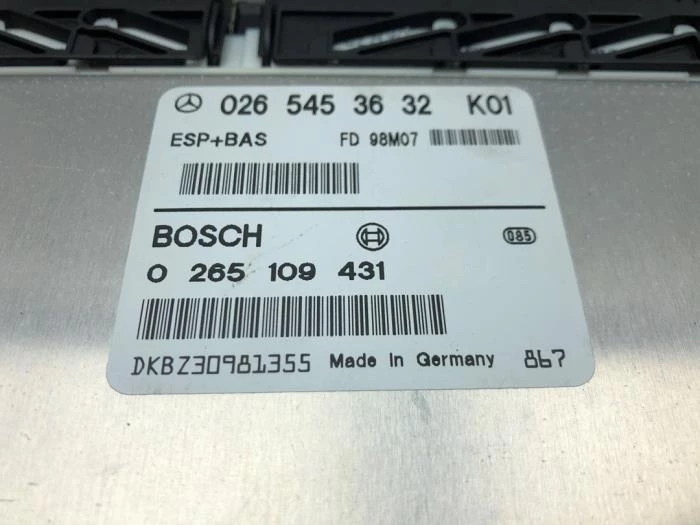 026 545 36 32 K01
ESP+BAS FD 98M07
BOSCH 085
0 265 109 431
DKBZ30981355 Made In Germany 867